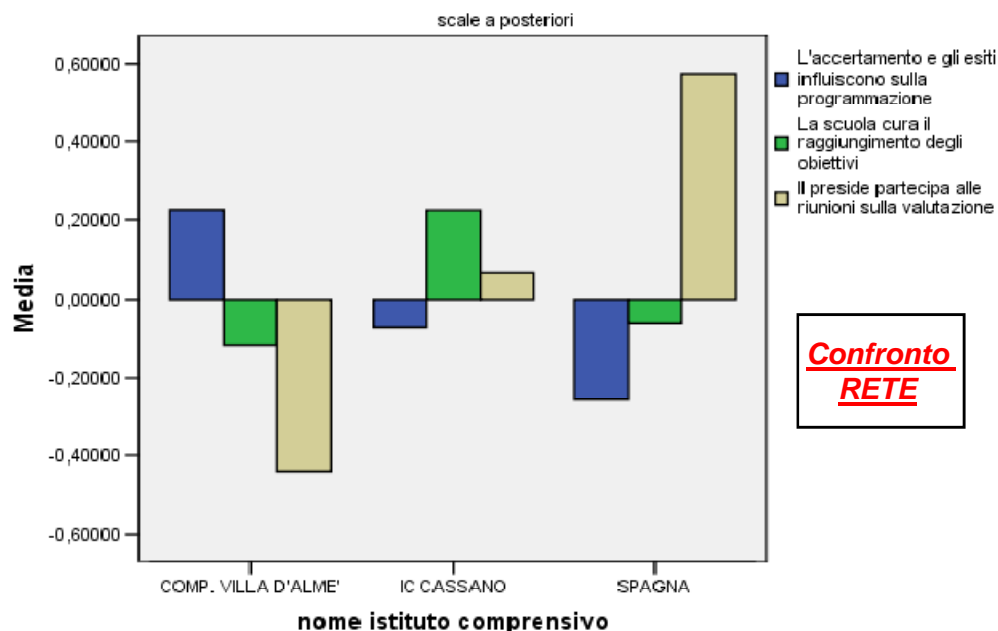 scale a posteriori
0,60000
0,40000
0,20000
0,00000
-0,20000
-0,40000
-0,60000
Media
COMP. VILLA D'ALME'
IC CASSANO
SPAGNA
nome istituto comprensivo
L'accertamento e gli esiti
influiscono sulla
programmazione
La scuola cura il
raggiungimento degli
obiettivi
Il preside partecipa alle
riunioni sulla valutazione
Confronto
RETE